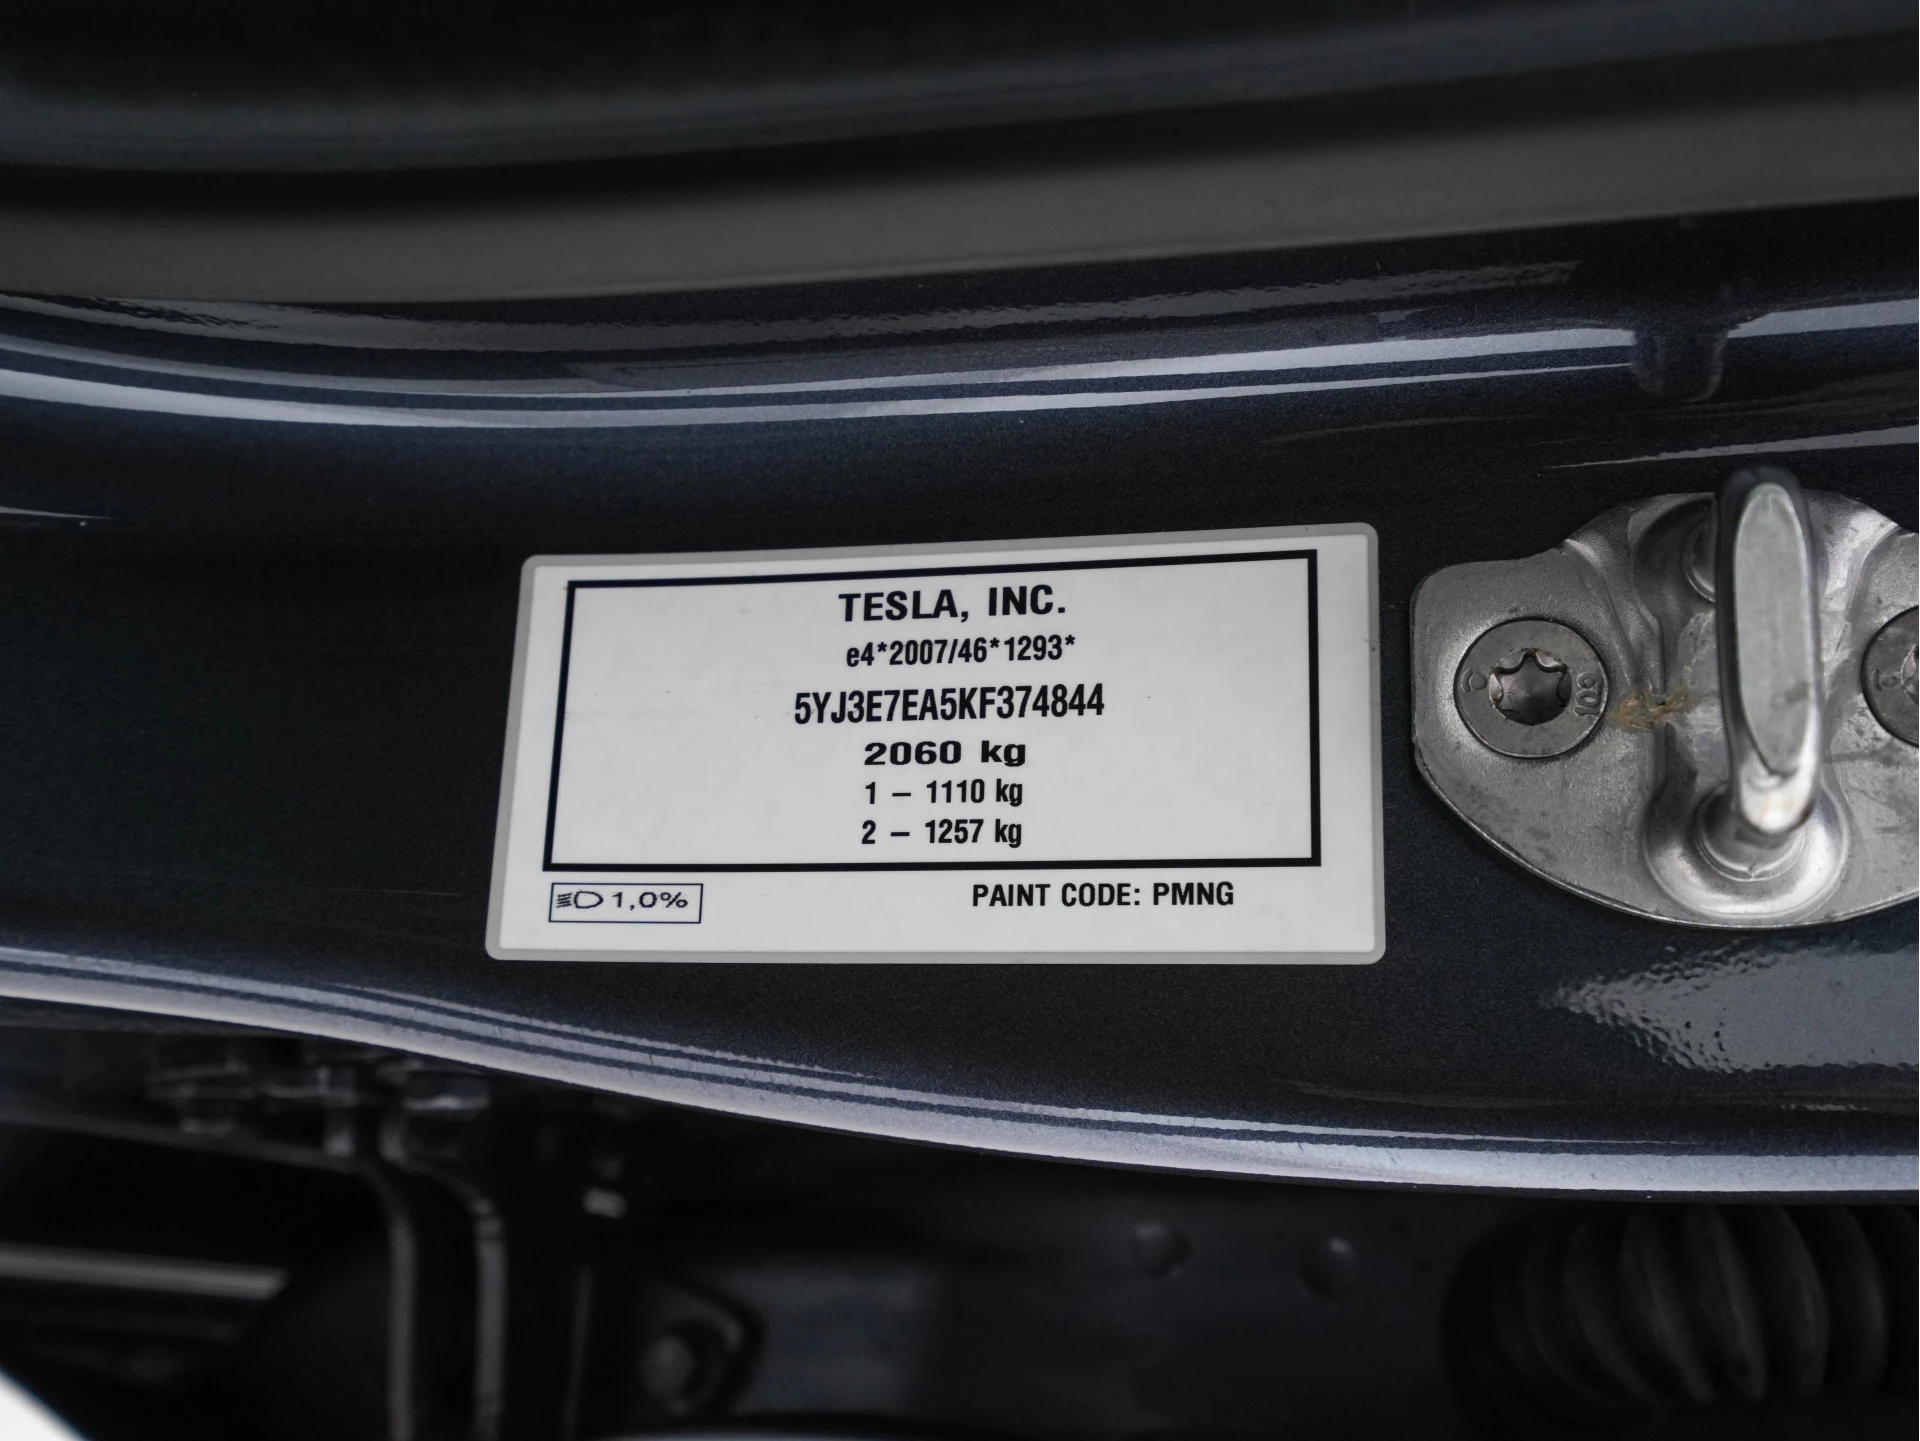 TESLA, INC.
e4*2007/46*1293*
5YJ3E7EA5KF374844
2060 kg
1 – 1110 kg
2 – 1257 kg
1,0%
PAINT CODE: PMNG
109